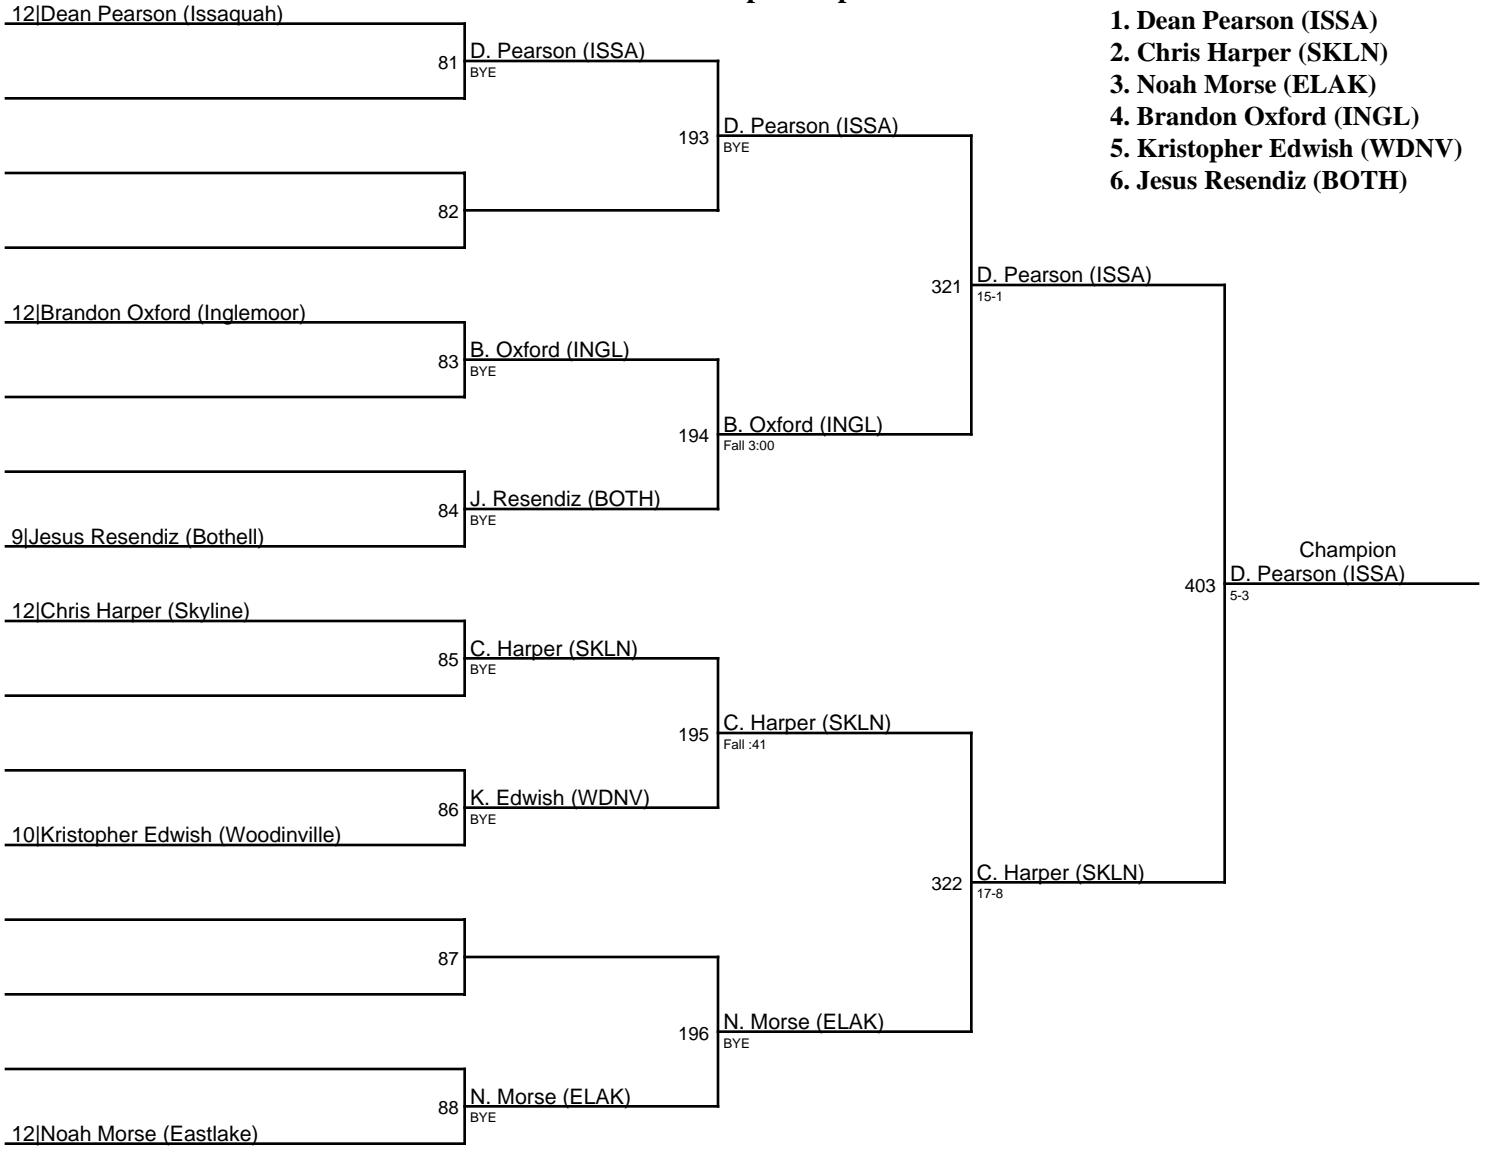 12|Dean Pearson (Issaquah)
81
D. Pearson (ISSA)
BYE
193
D. Pearson (ISSA)
BYE
82
321
D. Pearson (ISSA)
15-1
12|Brandon Oxford (Inglemoor)
83
B. Oxford (INGL)
BYE
194
B. Oxford (INGL)
Fall 3:00
84
J. Resendiz (BOTH)
BYE
9|Jesus Resendiz (Bothell)
Champion
403
D. Pearson (ISSA)
5-3
12|Chris Harper (Skyline)
85
C. Harper (SKLN)
BYE
195
C. Harper (SKLN)
Fall :41
86
K. Edwish (WDNV)
BYE
10|Kristopher Edwish (Woodinville)
322
C. Harper (SKLN)
17-8
87
196
N. Morse (ELAK)
BYE
88
N. Morse (ELAK)
BYE
12|Noah Morse (Eastlake)
1. Dean Pearson (ISSA)
2. Chris Harper (SKLN)
3. Noah Morse (ELAK)
4. Brandon Oxford (INGL)
5. Kristopher Edwish (WDNV)
6. Jesus Resendiz (BOTH)